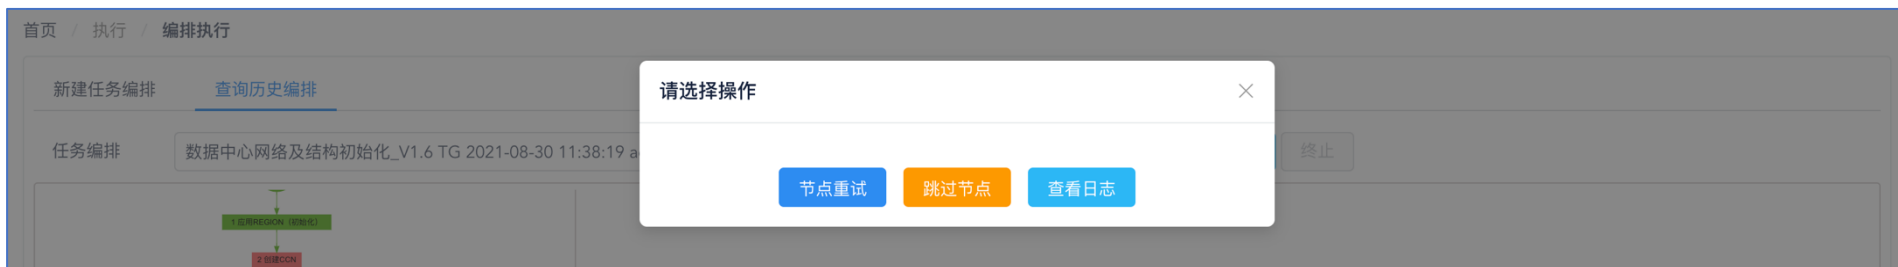 首页 / 执行 / 编排执行
新建任务编排 查询历史编排
请选择操作
任务编排 数据中心网络及结构初始化_V1.6 TG 2021-08-30 11:38:19 a
终止
节点重试 跳过节点 查看日志
1 应用REGION（初始化）
2 创建CCN